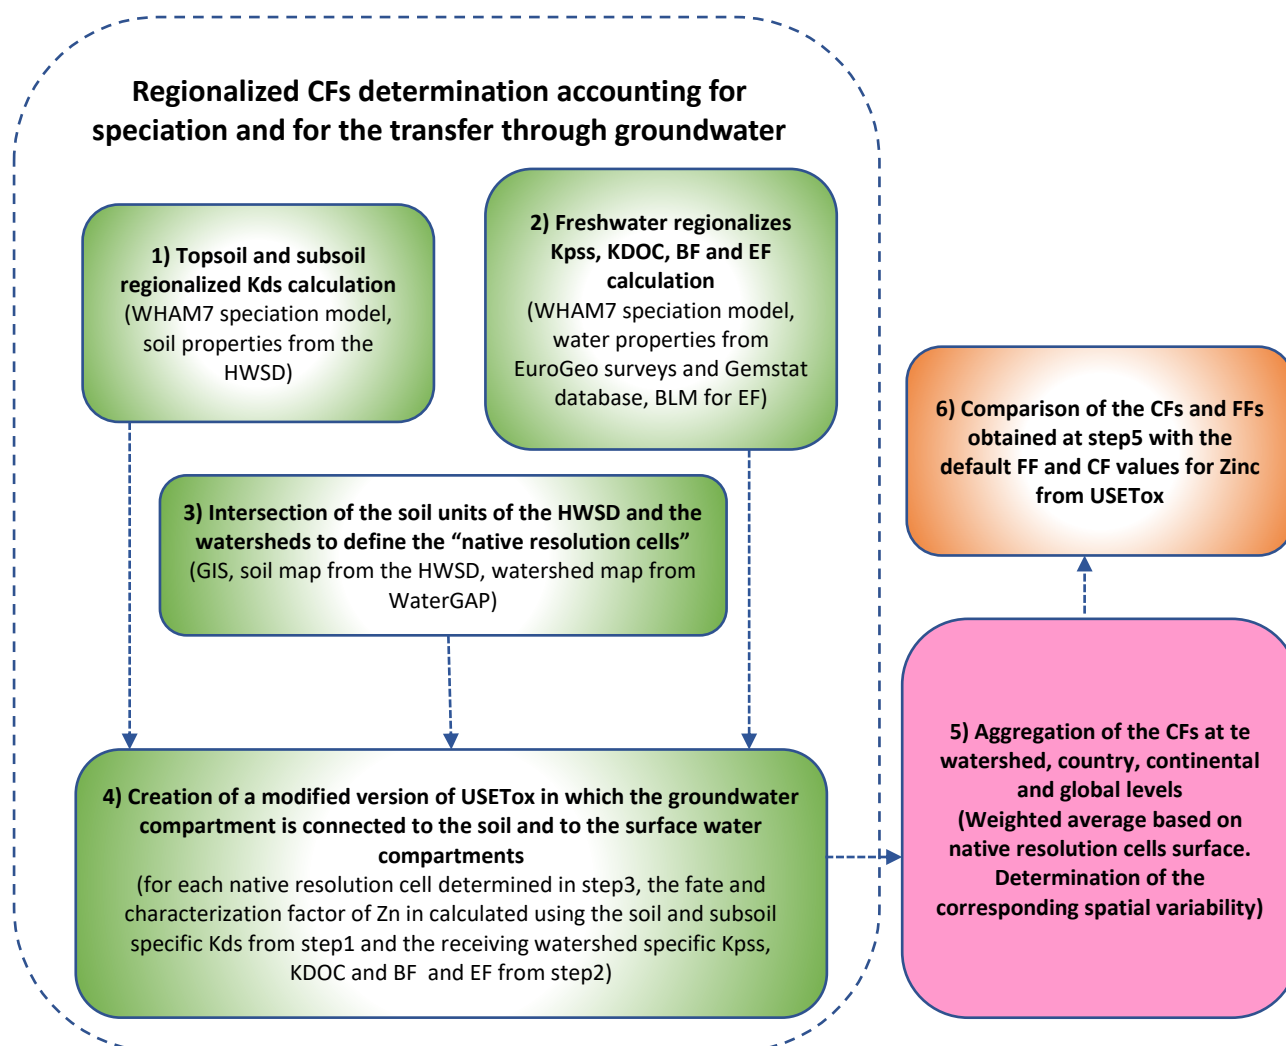 Regionalized CFs determination accounting for
speciation and for the transfer through groundwater
1) Topsoil and subsoil
regionalized Kds calculation
(WHAM7 speciation model,
soil properties from the
HWSD)
2) Freshwater regionalizes
Kpss, KDOC, BF and EF
calculation
(WHAM7 speciation model,
water properties from
EuroGeo surveys and Gemstat
database, BLM for EF)
3) Intersection of the soil units of the HWSD and the
watersheds to define the “native resolution cells”
(GIS, soil map from the HWSD, watershed map from
WaterGAP)
4) Creation of a modified version of USETox in which the groundwater
compartment is connected to the soil and to the surface water
compartments
(for each native resolution cell determined in step3, the fate and
characterization factor of Zn in calculated using the soil and subsoil
specific Kds from step1 and the receiving watershed specific Kpss,
KDOC and BF and EF from step2)
5) Aggregation of the CFs at te
watershed, country, continental
and global levels
(Weighted average based on
native resolution cells surface.
Determination of the
corresponding spatial variability)
6) Comparison of the CFs and FFs
obtained at step5 with the
default FF and CF values for Zinc
from USETox